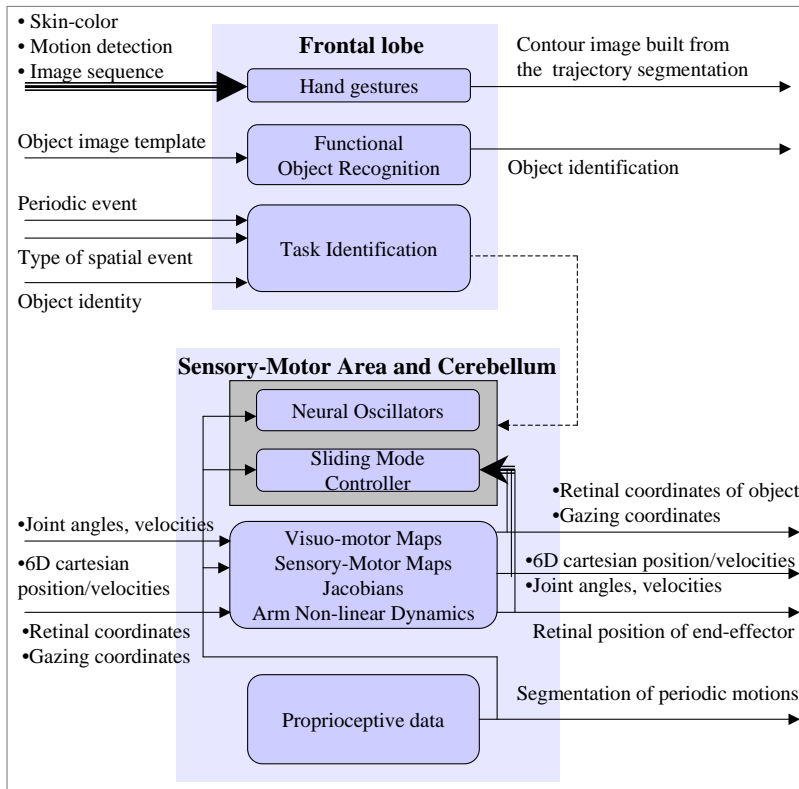 • Skin-color
• Motion detection
• Image sequence
Frontal lobe
Hand gestures
Contour image built from
the trajectory segmentation
Object image template
Functional
Object Recognition
Object identification
Periodic event
Type of spatial event
Object identity
Task Identification
Sensory-Motor Area and Cerebellum
Neural Oscillators
Sliding Mode
Controller
•Retinal coordinates of object
•Gazing coordinates
•Joint angles, velocities
•6D cartesian
position/velocities
•Retinal coordinates
•Gazing coordinates
Visuo-motor Maps
Sensory-Motor Maps
Jacobians
Arm Non-linear Dynamics
•6D cartesian position/velocities
•Joint angles, velocities
Retinal position of end-effector
Proprioceptive data
Segmentation of periodic motions